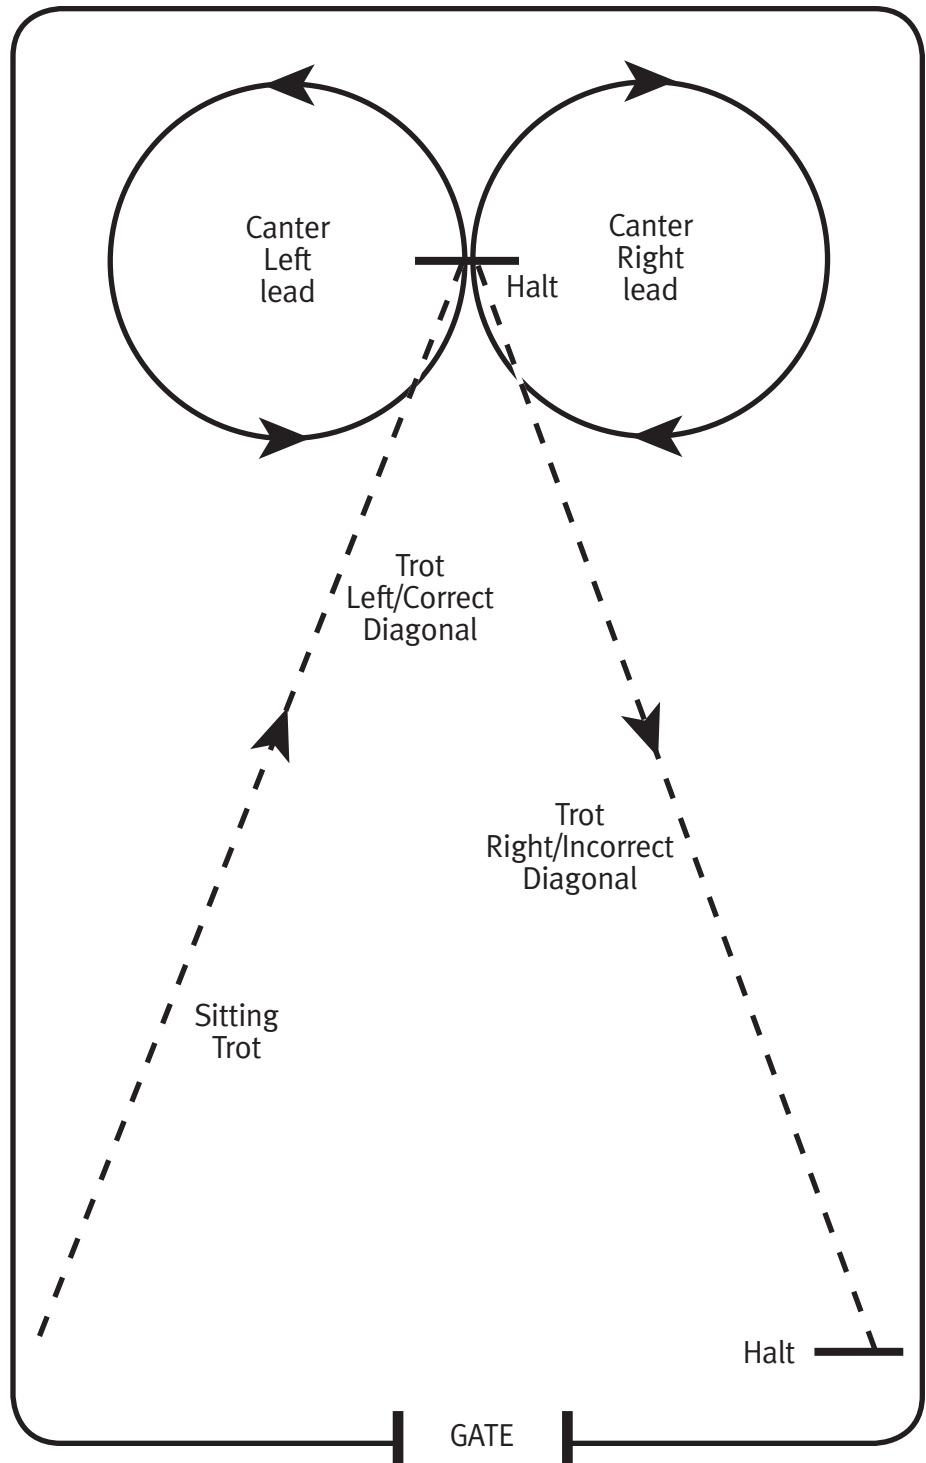 Canter
Left
lead
Canter
Right
lead
Halt
Trot
Left/Correct
Diagonal
Trot
Right/Incorrect
Diagonal
Sitting
Trot
Halt
GATE